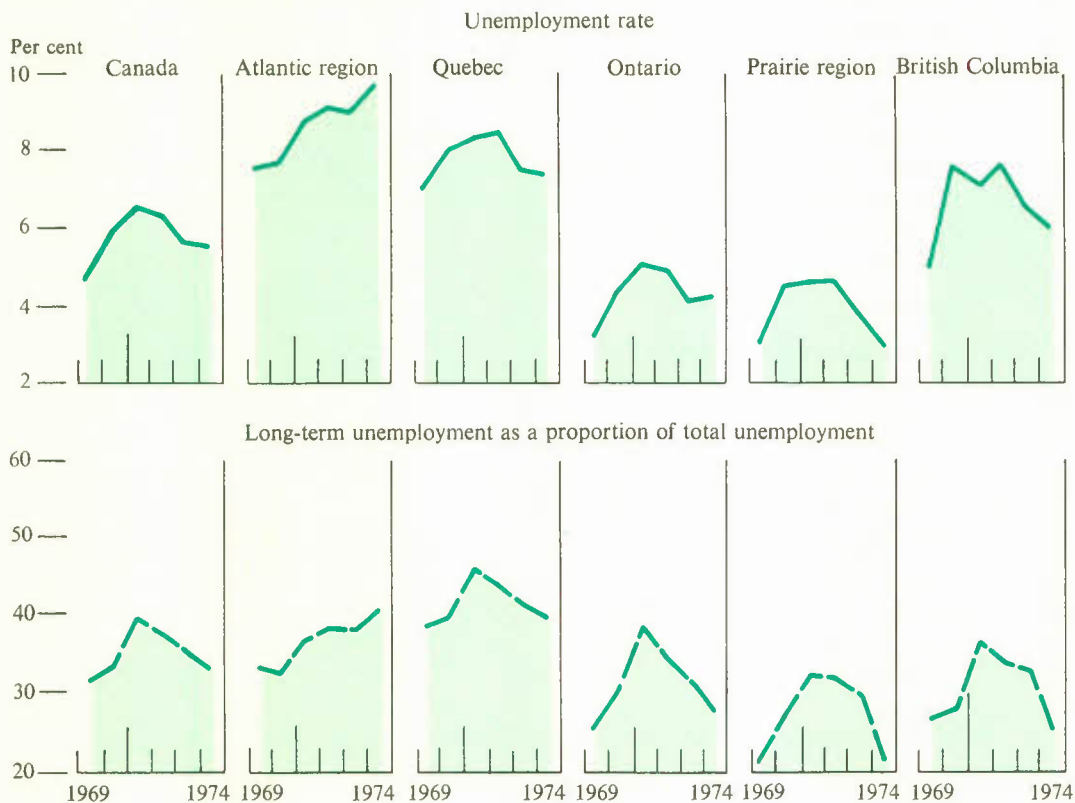 Unemployment rate
Per cent
Canada Atlantic region Quebec Ontario Prairie region British Columbia
10
8
6
4
2
Long-term unemployment as a proportion of total unemployment
60
50
40
30
20
1969 1974 1969 1974 1969 1974 1969 1974 1969 1974 1969 1974